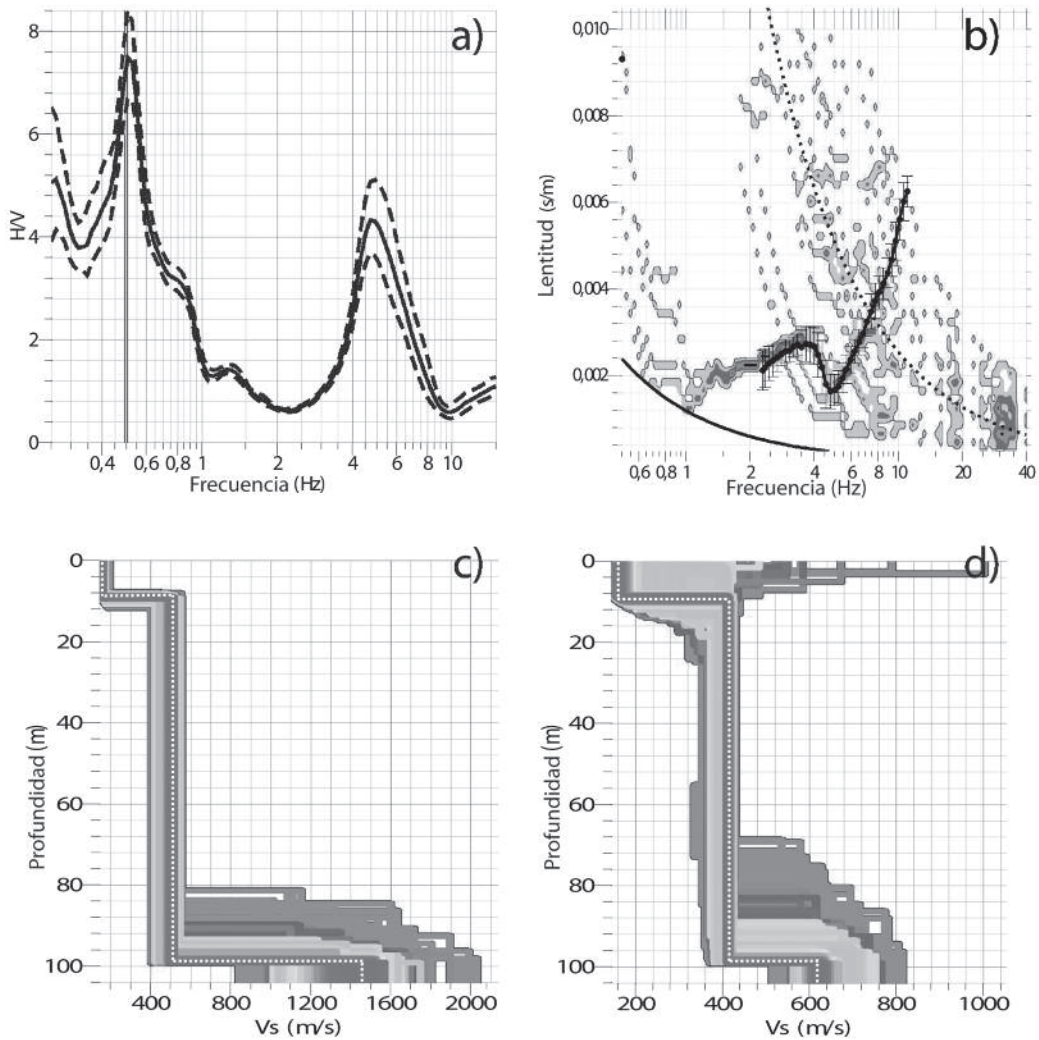 a)
H/V
8
6
4
2
0
0,4 0,6 0,8 1 2 4 6 8 10
Frecuencia (Hz)
b)
Lentitud (s/m)
0,010
0,008
0,006
0,004
0,002
0,6 0,8 1 2 4 6 8 10 20 40
Frecuencia (Hz)
c)
Profundidad (m)
0
20
40
60
80
100
400 800 1200 1600 2000
Vs (m/s)
d)
Profundidad (m)
0
20
40
60
80
100
200 400 600 800 1000
Vs (m/s)